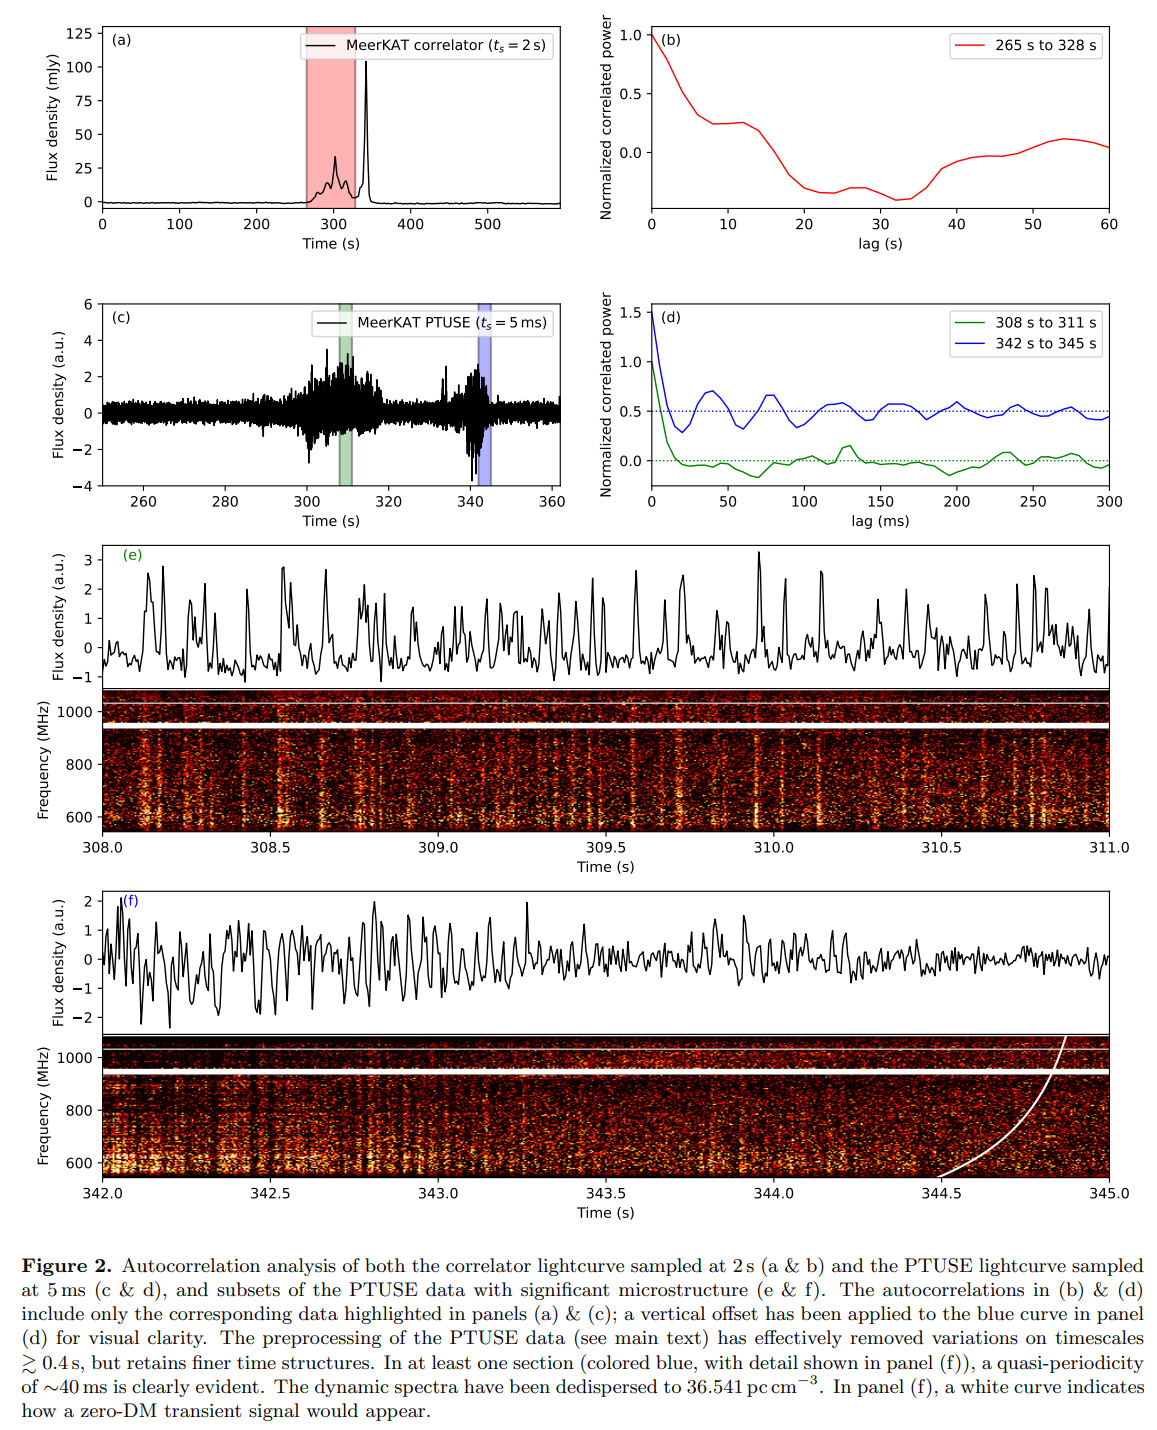 (a)
MeerKAT correlator (tₛ = 2 s)
Flux density (mJy)
125
100
75
50
25
0
0 100 200 300 400 500
Time (s)
(b)
265 s to 328 s
Normalized correlated power
1.0
0.5
0.0
0 10 20 30 40 50 60
lag (s)
(c)
MeerKAT PTUSE (tₛ = 5 ms)
Flux density (a.u.)
6
4
2
0
−2
−4
260 280 300 320 340 360
Time (s)
(d)
308 s to 311 s
342 s to 345 s
Normalized correlated power
1.5
1.0
0.5
0.0
0 50 100 150 200 250 300
lag (ms)
(e)
Flux density (a.u.)
3
2
1
0
−1
Frequency (MHz)
1000
800
600
308.0 308.5 309.0 309.5 310.0 310.5 311.0
Time (s)
(f)
Flux density (a.u.)
2
1
0
−1
−2
Frequency (MHz)
1000
800
600
342.0 342.5 343.0 343.5 344.0 344.5 345.0
Time (s)
Figure 2. Autocorrelation analysis of both the correlator lightcurve sampled at 2 s (a & b) and the PTUSE lightcurve sampled
at 5 ms (c & d), and subsets of the PTUSE data with significant microstructure (e & f). The autocorrelations in (b) & (d)
include only the corresponding data highlighted in panels (a) & (c); a vertical offset has been applied to the blue curve in panel
(d) for visual clarity. The preprocessing of the PTUSE data (see main text) has effectively removed variations on timescales
≳ 0.4 s, but retains finer time structures. In at least one section (colored blue, with detail shown in panel (f)), a quasi-periodicity
of ∼40 ms is clearly evident. The dynamic spectra have been dedispersed to 36.541 pc cm⁻³. In panel (f), a white curve indicates
how a zero-DM transient signal would appear.